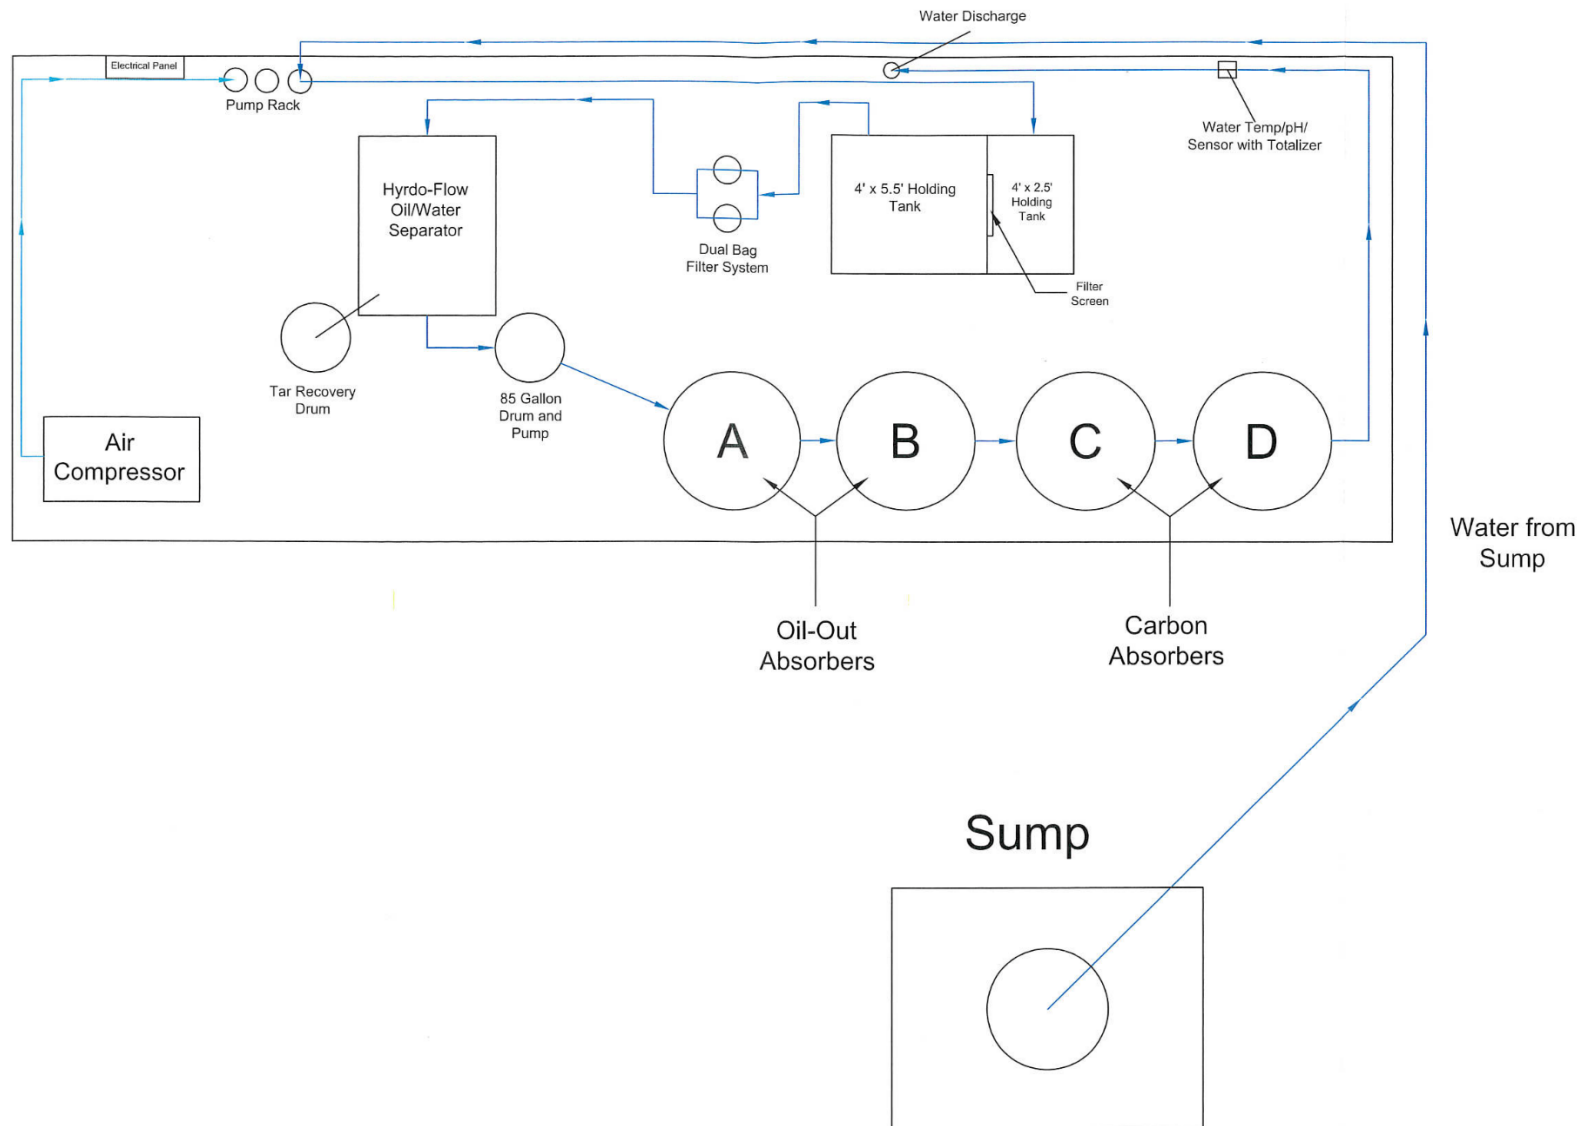 Water Discharge
Electrical Panel
Pump Rack
Water Temp/pH/
Sensor with Totalizer
Hyrdo-Flow
Oil/Water
Separator
4' x 5.5' Holding
Tank
4' x 2.5'
Holding
Tank
Dual Bag
Filter System
Filter
Screen
Tar Recovery
Drum
85 Gallon
Drum and
Pump
Air
Compressor
A
B
C
D
Water from
Sump
Oil-Out
Absorbers
Carbon
Absorbers
Sump